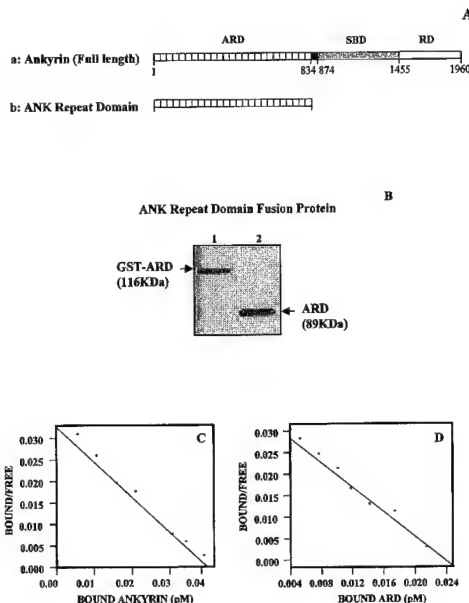 A
ARD SBD RD
a: Ankyrin (Full length)
1 834 874 1455 1960
b: ANK Repeat Domain
B
ANK Repeat Domain Fusion Protein
1 2
GST-ARD
(116KDa)
ARD
(89KDa)
C
BOUND/FREE
0.030
0.025
0.020
0.015
0.010
0.005
0.000
0.00 0.01 0.02 0.03 0.04
BOUND ANKYRIN (pM)
D
BOUND/FREE
0.030
0.025
0.020
0.015
0.010
0.005
0.000
0.004 0.008 0.012 0.016 0.020 0.024
BOUND ARD (pM)